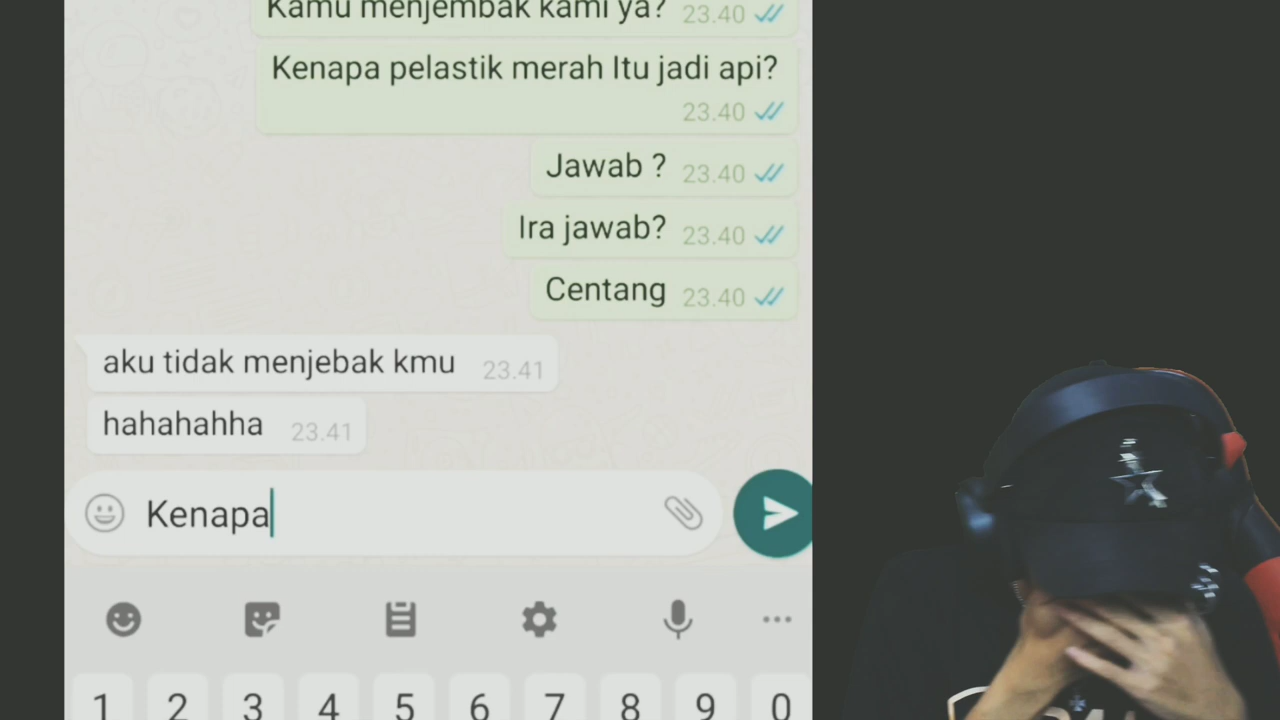 Kamu menjembak kami ya? 23.40
Kenapa pelastik merah Itu jadi api?
23.40
Jawab ? 23.40
Ira jawab? 23.40
Centang 23.40
aku tidak menjebak kmu 23.41
hahahahha 23.41
Kenapa
1 2 3 4 5 6 7 8 9 0